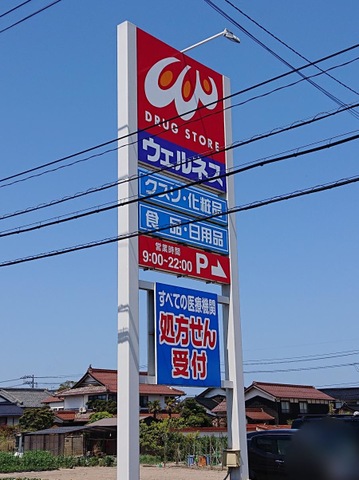 DRUG STORE
ウェルネス
クスリ・化粧品
食品・日用品
営業時間
9:00~22:00 P
すべての医療機関
処方せん
受付